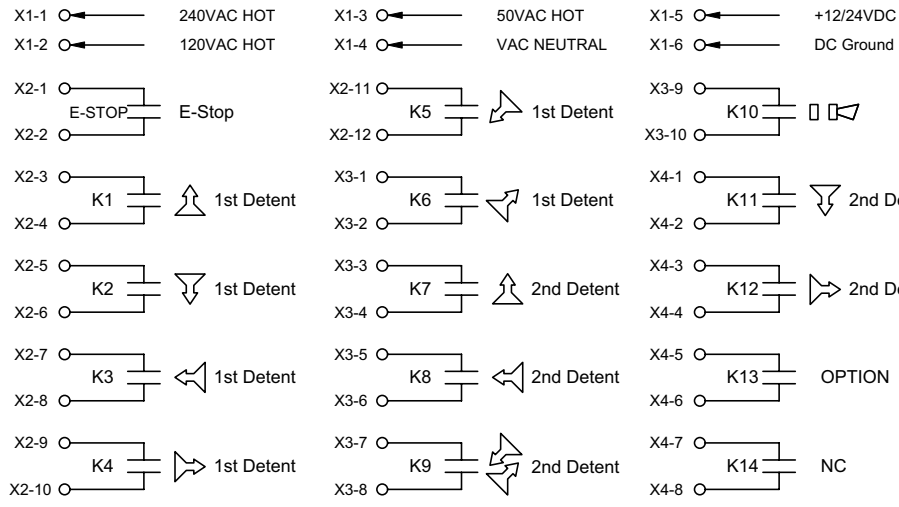 X1-1 240VAC HOT
X1-2 120VAC HOT
X2-1
E-STOP E-Stop
X2-2
X2-3
K1 1st Detent
X2-4
X2-5
K2 1st Detent
X2-6
X2-7
K3 1st Detent
X2-8
X2-9
K4 1st Detent
X2-10
X1-3 50VAC HOT
X1-4 VAC NEUTRAL
X2-11
K5 1st Detent
X2-12
X3-1
K6 1st Detent
X3-2
X3-3
K7 2nd Detent
X3-4
X3-5
K8 2nd Detent
X3-6
X3-7
K9 2nd Detent
X3-8
X1-5 +12/24VDC
X1-6 DC Ground
X3-9
K10
X3-10
X4-1
K11 2nd
X4-2
X4-3
K12 2nd
X4-4
X4-5
K13 OPTION
X4-6
X4-7
K14 NC
X4-8